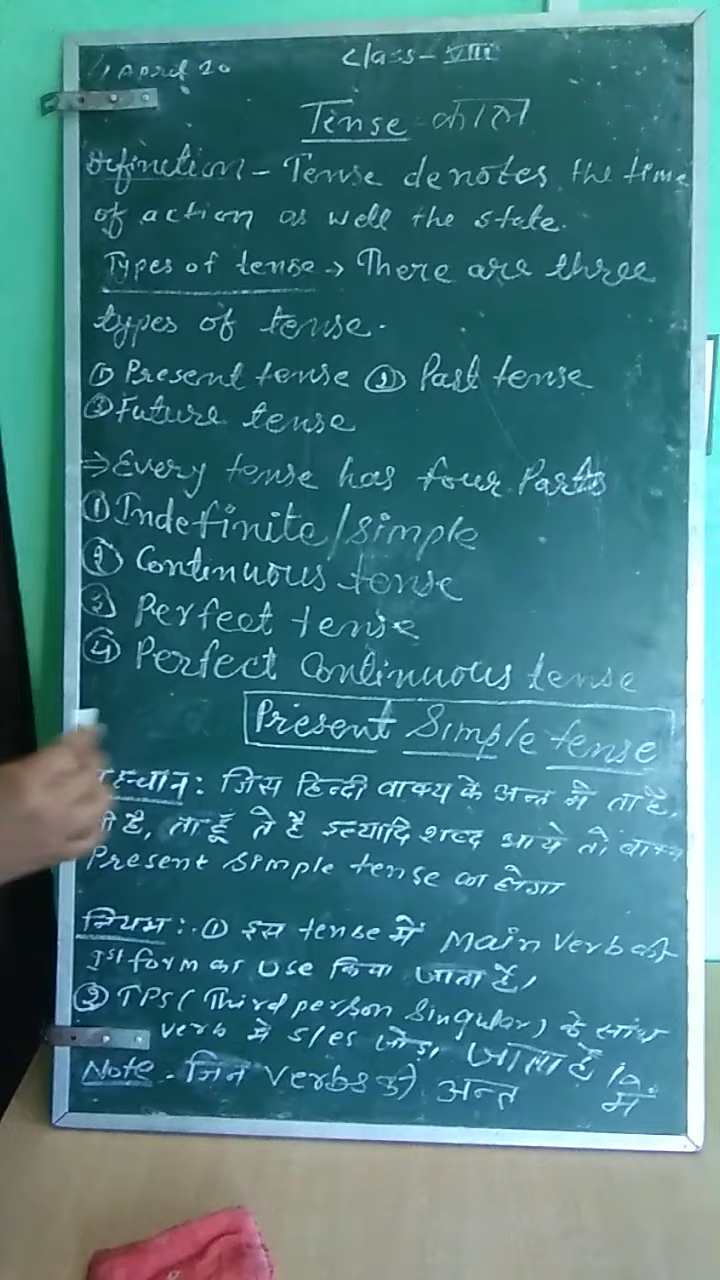 April 20
Class-VIII
Tense काल
Definition - Tense denotes the time
of action as well the state.
Types of tense → There are three
types of tense.
① Present tense ② Past tense
③ Future tense
⇒ Every tense has four Parts
① Indefinite/simple
② Continuous tense
③ Perfect tense
④ Perfect Continuous tense
Present Simple tense
पहचान: जिस हिन्दी वाक्य के अन्त में ता है,
ती है, ता हूँ ते है इत्यादि शब्द आये तो वाक्य
Present simple tense का होगा
नियम:- ① इस tense में Main Verb की
Ist form का use किया जाता है,
② TPS (Third person Singular) के साथ
verb में s/es जोड़ा जाता है।
Note - जिन Verbs के अन्त में